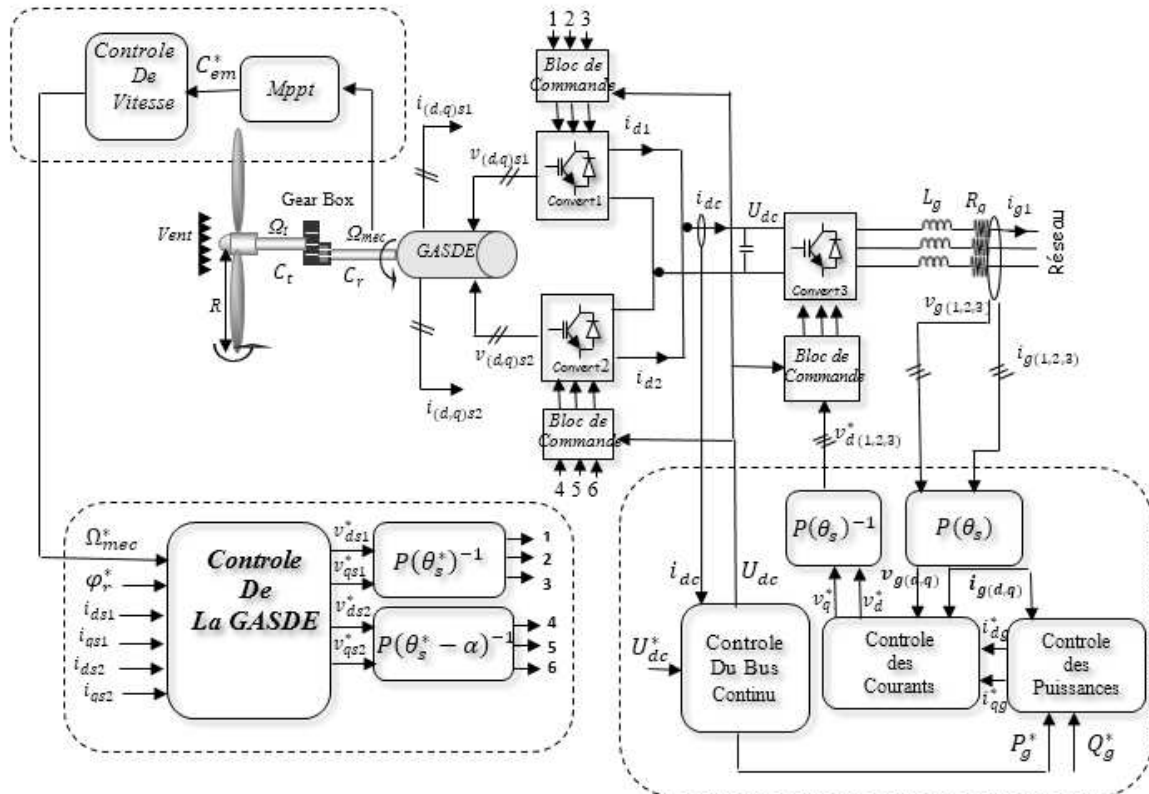 1 2 3
Controle
De
Vitesse
C*em
Mppt
Bloc de
Commande
i(d,q)s1
v(d,q)s1
Convert1
id1
Gear Box
Vent
Ωt
Ct
R
Ωmec
Cr
GASDE
idc
Udc
Convert3
Lg
Rg
ig1
Réseau
vg(1,2,3)
ig(1,2,3)
v(d,q)s2
Convert2
id2
i(d,q)s2
Bloc de
Commande
4 5 6
Bloc de
Commande
v*d(1,2,3)
Ω*mec
φ*r
ids1
iqs1
ids2
iqs2
Controle
De
La GASDE
v*ds1
v*qs1
v*ds2
v*qs2
P(θ*s)⁻¹
P(θ*s − α)⁻¹
1
2
3
4
5
6
P(θs)⁻¹
P(θs)
idc
Udc
v*q
v*d
vg(d,q)
ig(d,q)
U*dc
Controle
Du Bus
Continu
Controle
des
Courants
i*dg
i*qg
Controle
des
Puissances
P*g
Q*g